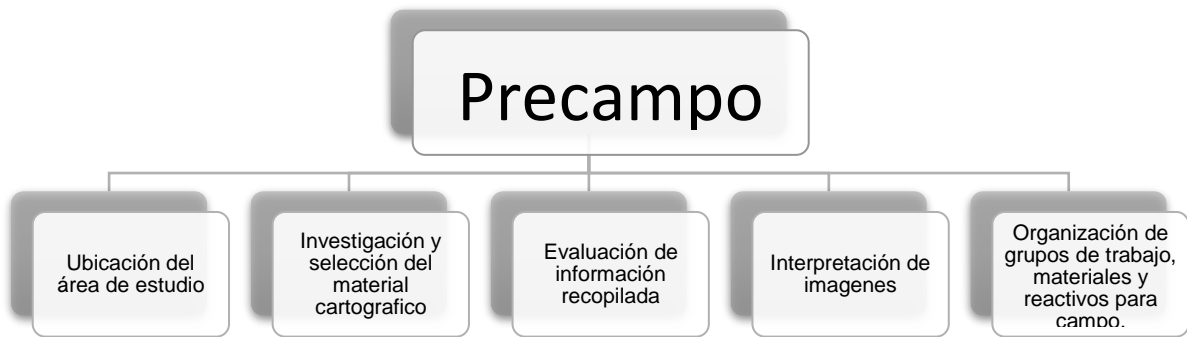 Precampo
Ubicación del
área de estudio
Investigación y
selección del
material
cartografico
Evaluación de
información
recopilada
Interpretación de
imagenes
Organización de
grupos de trabajo,
materiales y
reactivos para
campo.